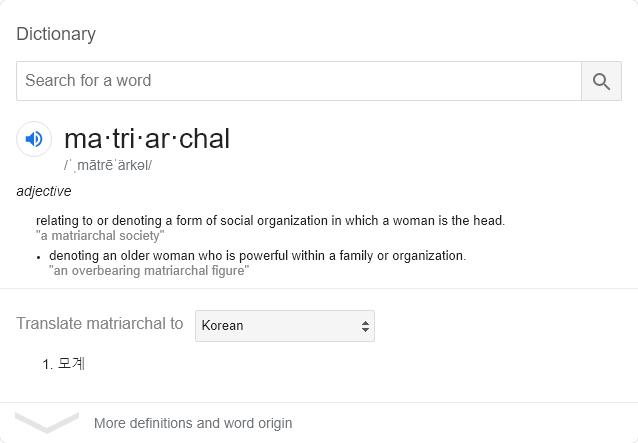 Dictionary
Search for a word
ma·tri·ar·chal
/ˈˌmātrēˈärkəl/
adjective
relating to or denoting a form of social organization in which a woman is the head.
"a matriarchal society"
• denoting an older woman who is powerful within a family or organization.
"an overbearing matriarchal figure"
Translate matriarchal to Korean
1. 모계
More definitions and word origin